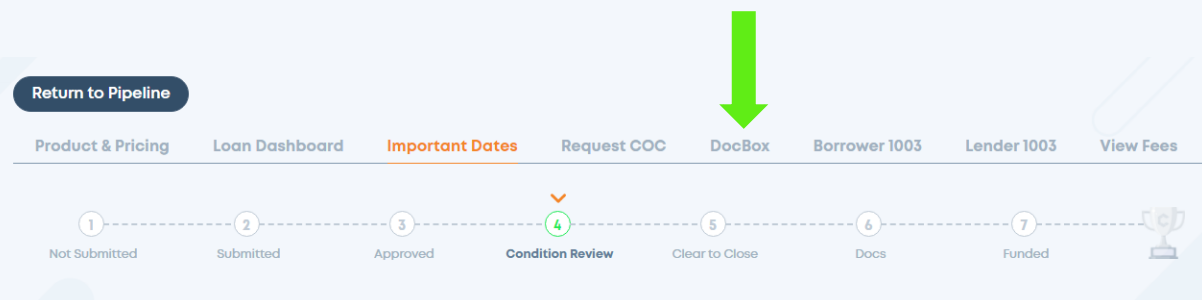 Return to Pipeline
Product & Pricing Loan Dashboard Important Dates Request COC DocBox Borrower 1003 Lender 1003 View Fees
1 2 3 4 5 6 7
Not Submitted Submitted Approved Condition Review Clear to Close Docs Funded